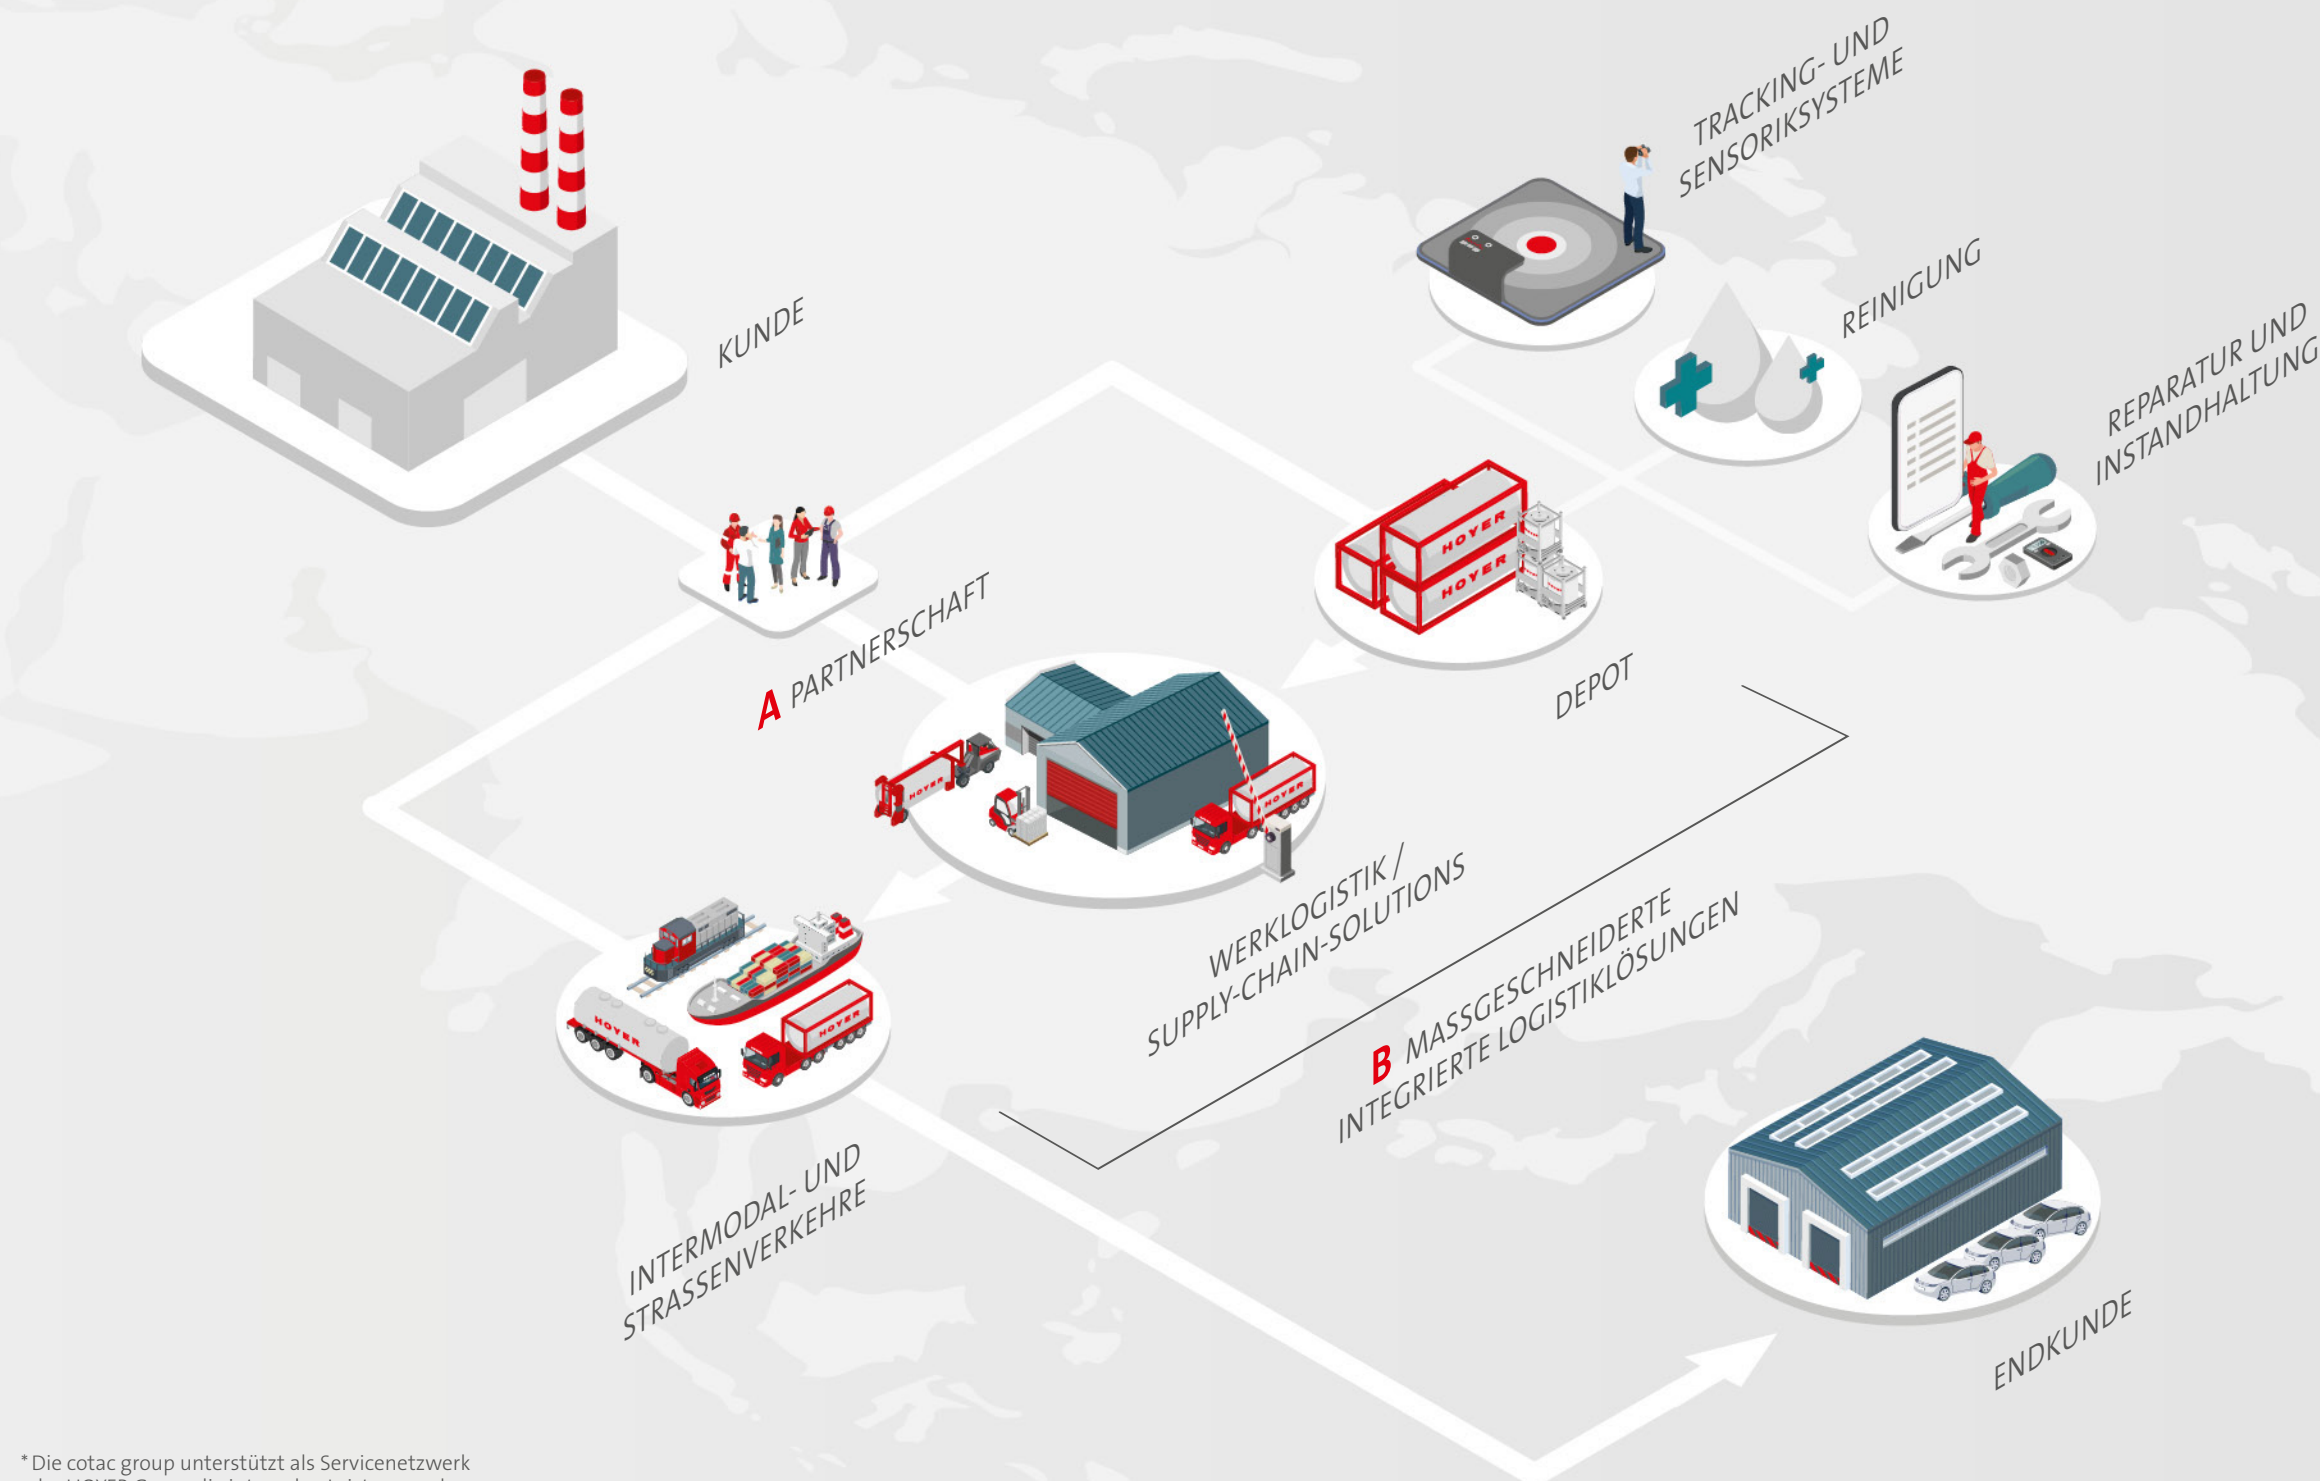 TRACKING- UND
SENSORIKSYSTEME
REINIGUNG
REPARATUR UND
INSTANDHALTUNG
KUNDE
HOYER
HOYER
DEPOT
A PARTNERSCHAFT
HOYER
HOYER
WERKLOGISTIK /
SUPPLY-CHAIN-SOLUTIONS
B MASSGESCHNEIDERTE
INTEGRIERTE LOGISTIKLÖSUNGEN
HOYER
HOYER
INTERMODAL- UND
STRASSENVERKEHRE
ENDKUNDE
* Die cotac group unterstützt als Servicenetzwerk